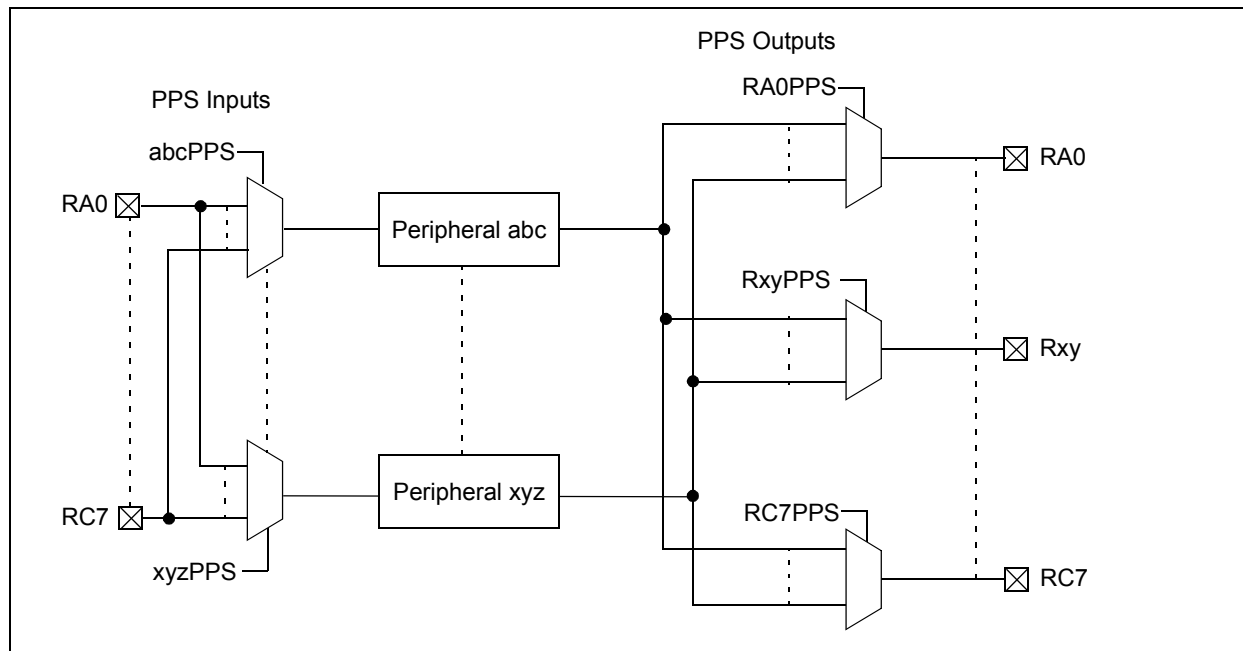 PPS Outputs
RA0PPS
PPS Inputs
abcPPS
RA0
Peripheral abc
RA0
RxyPPS
Rxy
RC7
Peripheral xyz
RC7PPS
xyzPPS
RC7